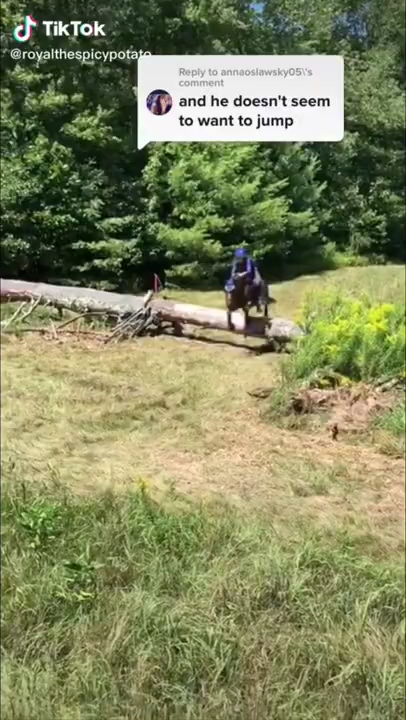 TikTok
@royalthespicypotato
Reply to annaoslawsky05\'s
comment
and he doesn't seem
to want to jump